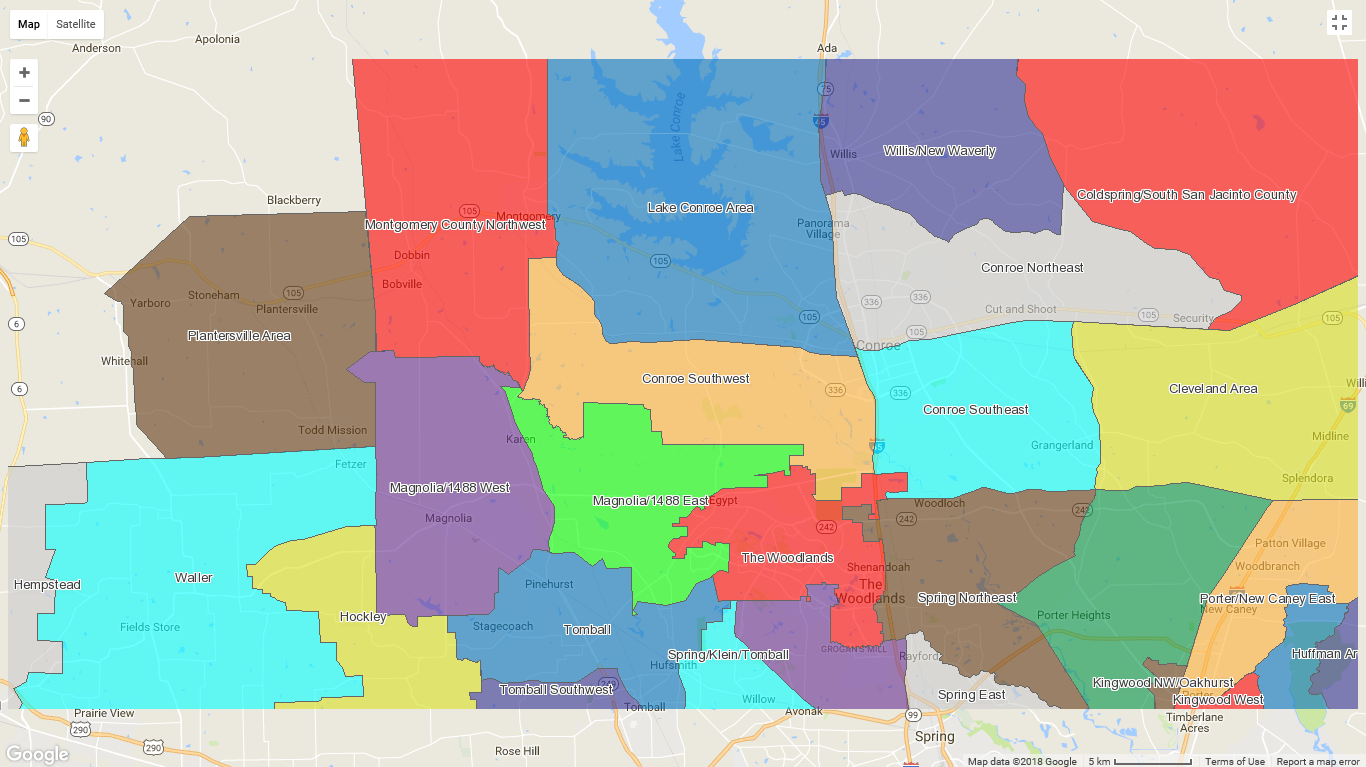 Map
Satellite
Anderson
Apolonia
Ada
75
45
90
Lake Conroe
Willis
Willis/New Waverly
Blackberry
Coldspring/South San Jacinto County
105
Montgomery
Lake Conroe Area
Montgomery County Northwest
Panorama
Village
105
Dobbin
105
Conroe Northeast
Bobville
105
Stoneham
Yarboro
Plantersville
336
336
Cut and Shoot
105
Security
105
105
6
105
Plantersville Area
Conroe
Whitenall
6
Conroe Southwest
336
336
Cleveland Area
Willi
69
Conroe Southeast
Todd Mission
Karen
Grangerland
Midline
Fetzer
Splendora
Magnolia/1488 West
Magnolia/1488 East
Egypt
Woodloch
242
242
Magnolia
242
Patton Village
The Woodlands
Shenandoah
Woodbranch
Hempstead
Waller
Pinehurst
The
Woodlands
Spring Northeast
Porter/New Caney East
New Caney
Hockley
Porter Heights
Fields Store
Stagecoach
Tomball
GROGAN'S MILL
Spring/Klein/Tomball
Rayford
Huffman Ar
Hufsmith
Kingwood NW/Oakhurst
Tomball Southwest
249
Spring East
Porter
Kingwood West
Willow
Prairie View
Tomball
Avonak
99
Timberlane
Acres
290
290
Rose Hill
Spring
Google
Map data ©2018 Google
5 km
Terms of Use
Report a map error